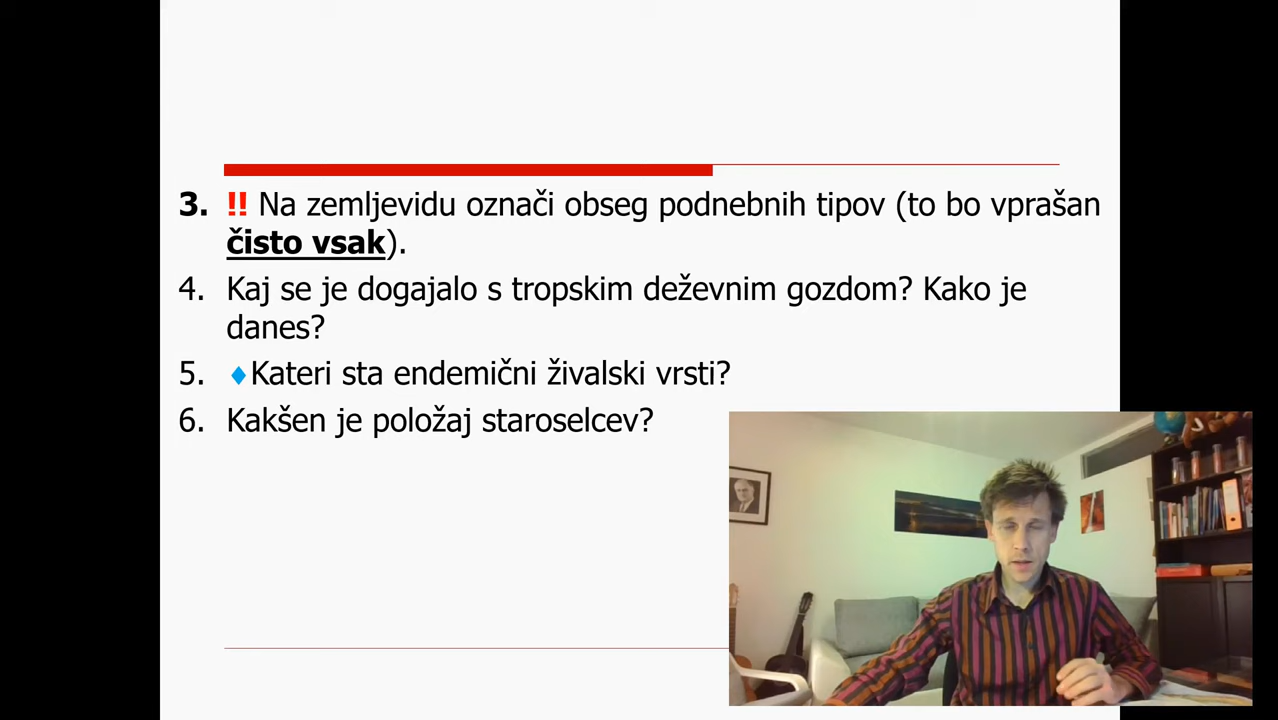 3. !! Na zemljevidu označi obseg podnebnih tipov (to bo vprašan
čisto vsak).
4. Kaj se je dogajalo s tropskim deževnim gozdom? Kako je
danes?
5. ♦Kateri sta endemični živalski vrsti?
6. Kakšen je položaj staroselcev?